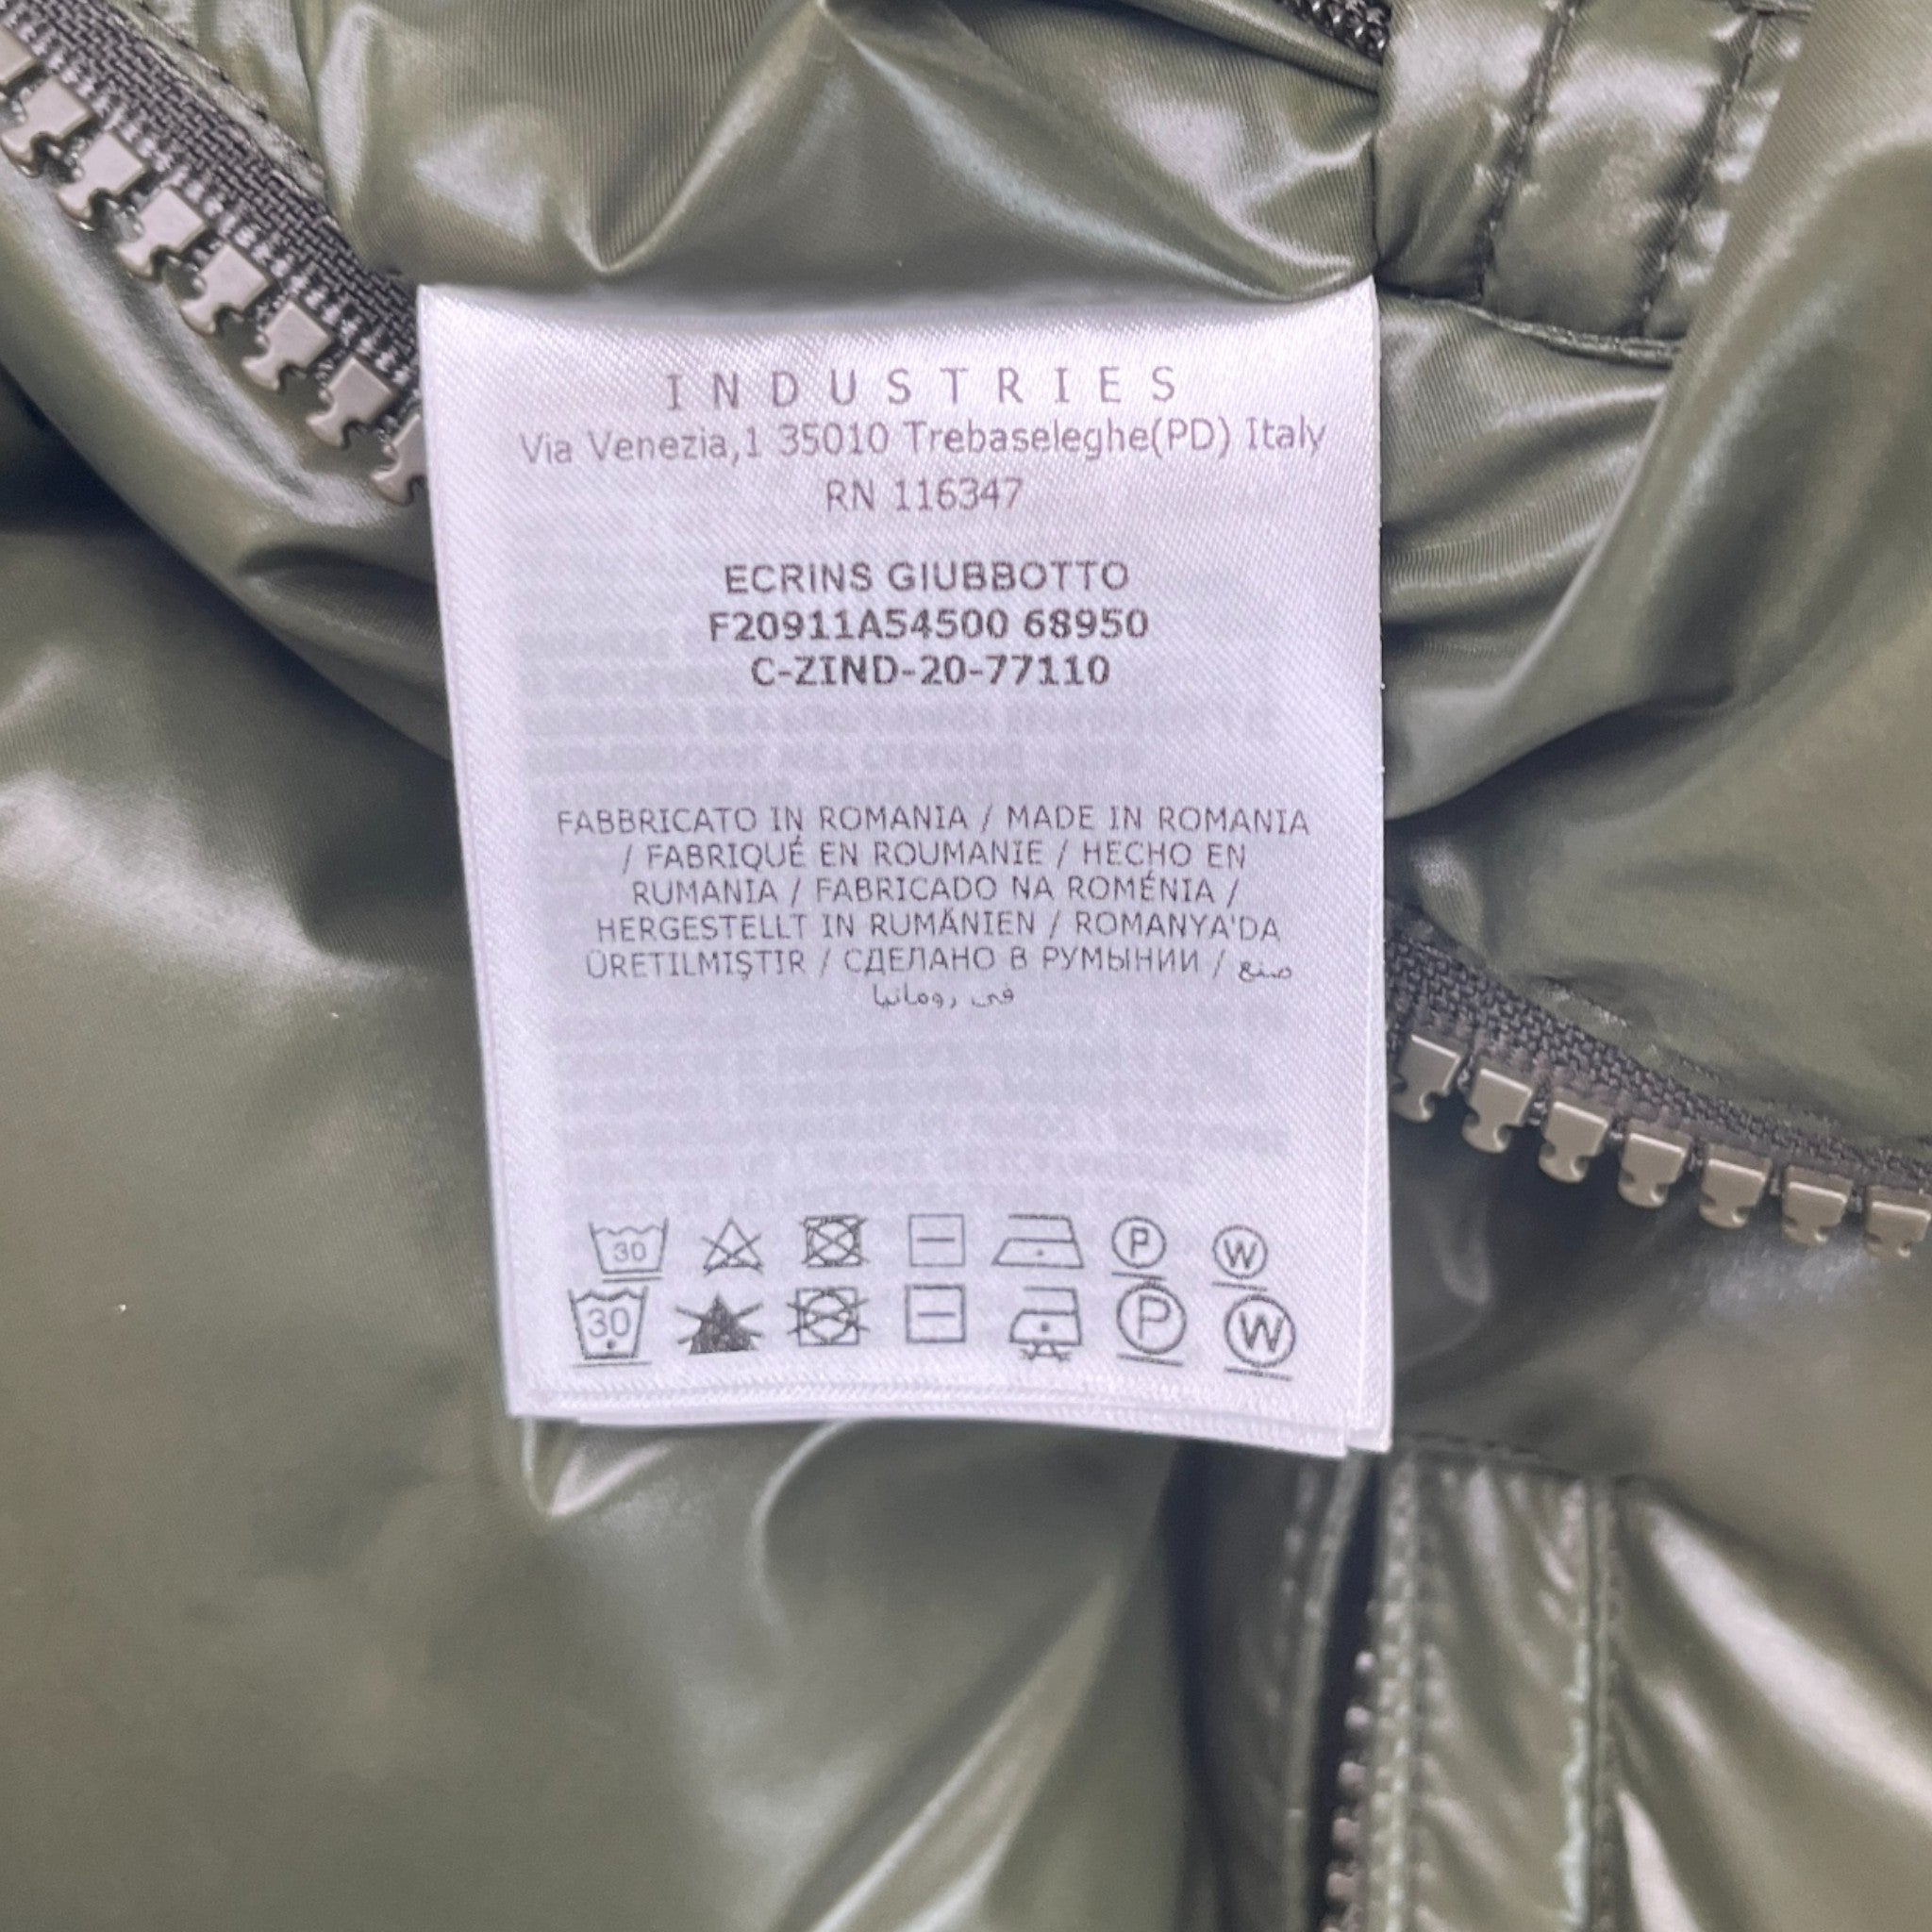 INDUSTRIES
Via Venezia,1 35010 Trebaseleghe(PD) Italy
RN 116347
ECRINS GIUBBOTTO
F20911A54500 68950
C-ZIND-20-77110
FABBRICATO IN ROMANIA / MADE IN ROMANIA
/ FABRIQUÉ EN ROUMANIE / HECHO EN
RUMANIA / FABRICADO NA ROMÉNIA /
HERGESTELLT IN RUMÄNIEN / ROMANYA'DA
ÜRETILMIŞTIR / СДЕЛАНО В РУМЫНИИ / صنع
في رومانيا
30 P W
30 P W